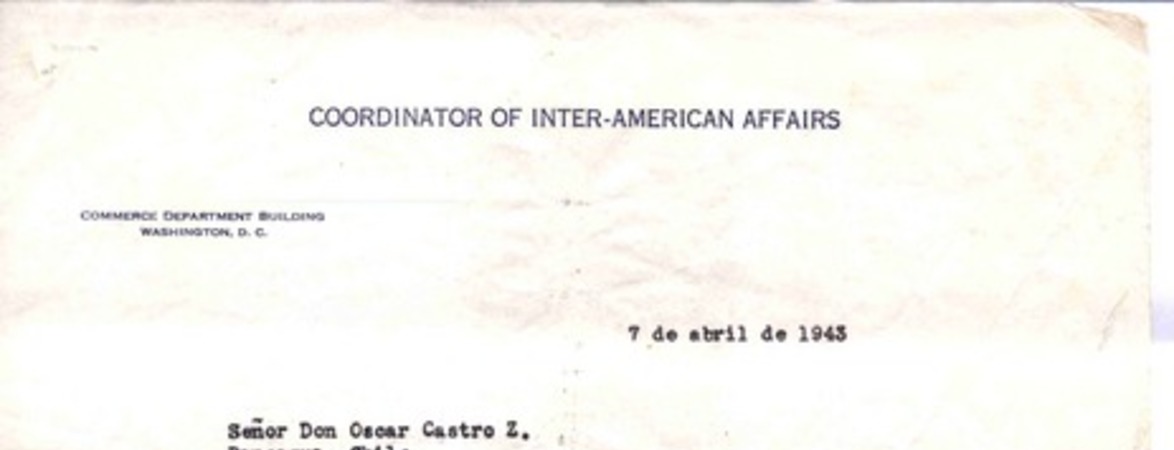 COORDINATOR OF INTER-AMERICAN AFFAIRS
COMMERCE DEPARTMENT BUILDING
WASHINGTON, D. C.
7 de abril de 1943
Señor Don Oscar Castro Z.